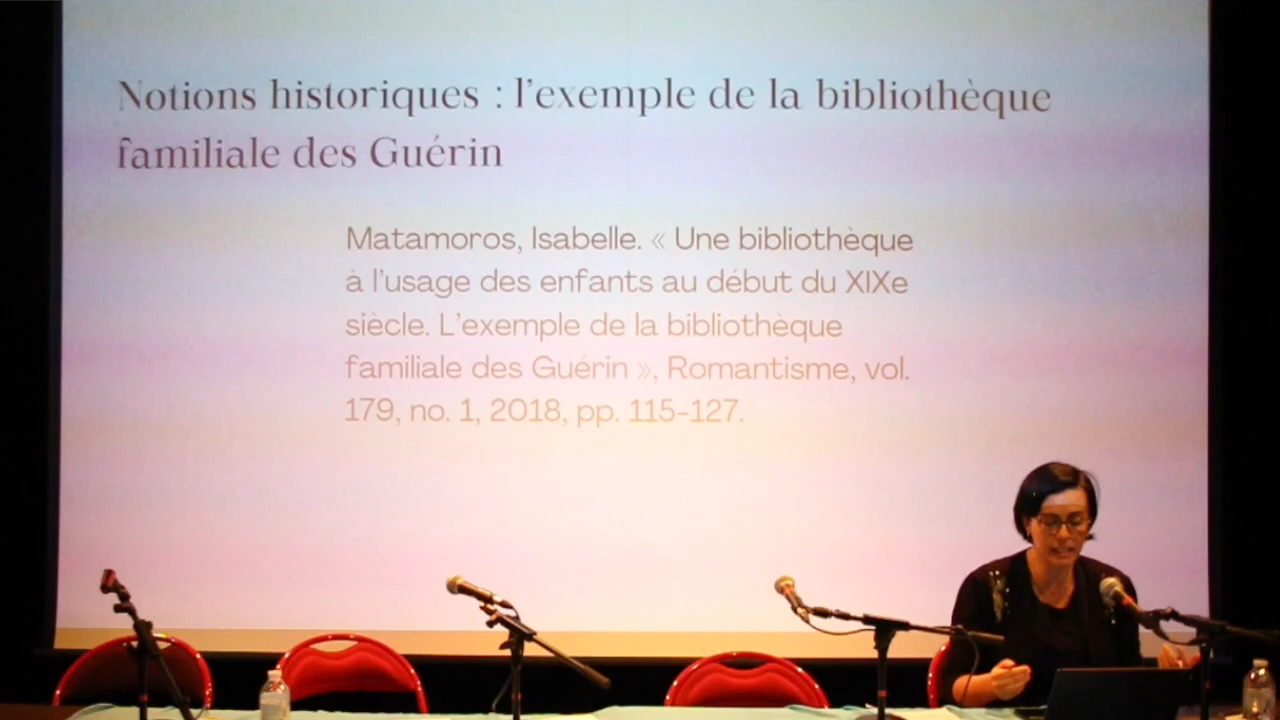 Notions historiques : l'exemple de la bibliothèque
familiale des Guérin
Matamoros, Isabelle. « Une bibliothèque
à l'usage des enfants au début du XIXe
siècle. L'exemple de la bibliothèque
familiale des Guérin », Romantisme, vol.
179, no. 1, 2018, pp. 115-127.